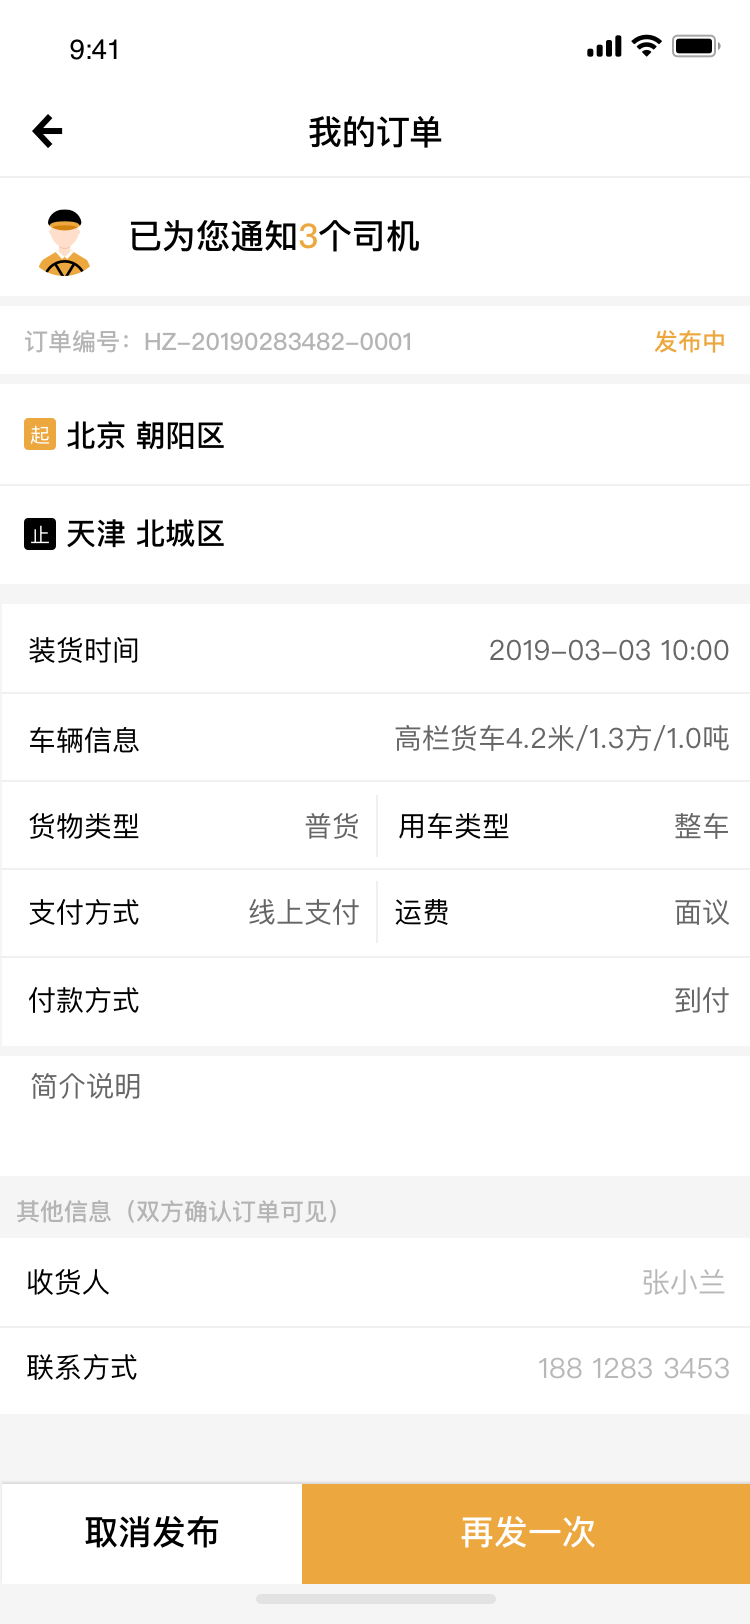 9:41
我的订单
已为您通知3个司机
订单编号：HZ-20190283482-0001 发布中
起 北京 朝阳区
止 天津 北城区
装货时间 2019-03-03 10:00
车辆信息 高栏货车4.2米/1.3方/1.0吨
货物类型 普货 用车类型 整车
支付方式 线上支付 运费 面议
付款方式 到付
简介说明
其他信息（双方确认订单可见）
收货人 张小兰
联系方式 188 1283 3453
取消发布 再发一次